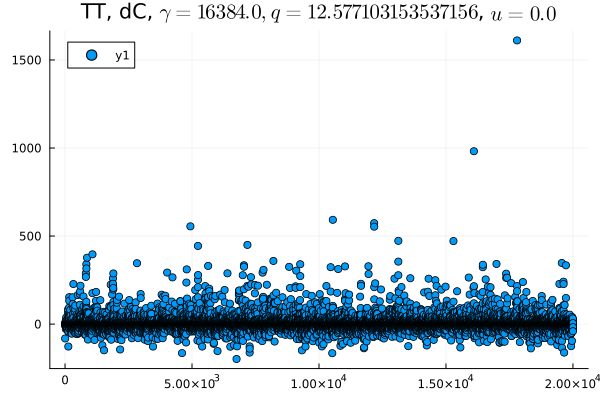 TT, dC, γ = 16384.0, q = 12.577103153537156, u = 0.0
y1
1500
1000
500
0
0 5.00×10³ 1.00×10⁴ 1.50×10⁴ 2.00×10⁴